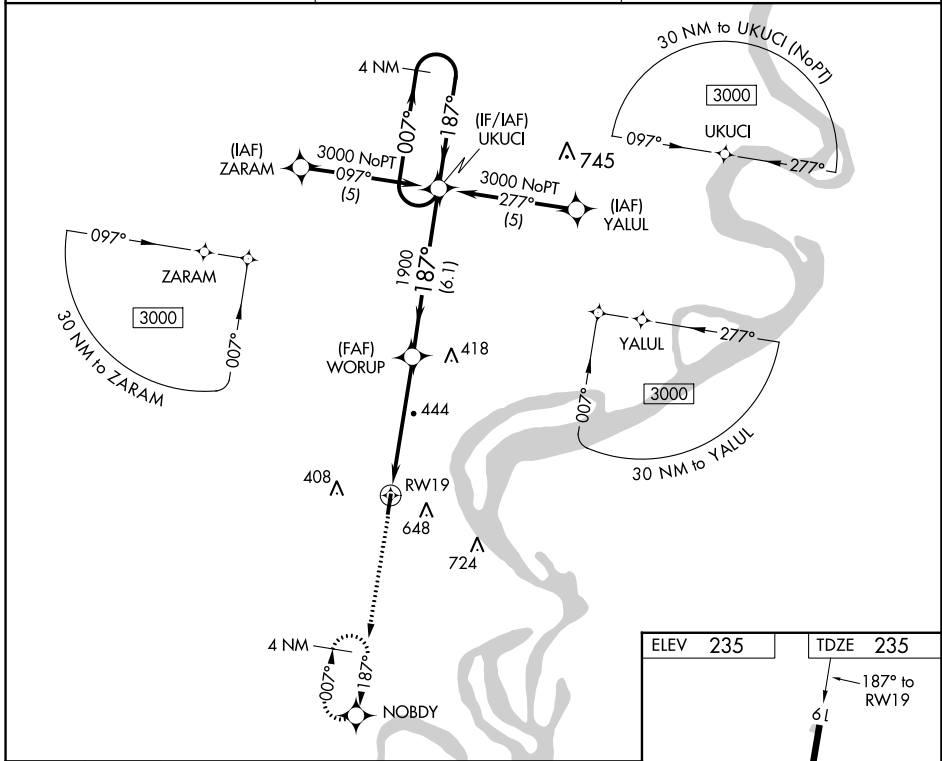 30 NM to UKUCI (NoPT)
3000
097°
UKUCI
277°
4 NM
007°
187°
(IF/IAF)
UKUCI
745
(IAF)
ZARAM
3000 NoPT
097°
(5)
3000 NoPT
277°
(5)
(IAF)
YALUL
097°
ZARAM
3000
007°
30 NM to ZARAM
1900
187°
(6.1)
YALUL
277°
3000
007°
30 NM to YALUL
(FAF)
WORUP
418
444
408
RW19
648
724
4 NM
007°
187°
NOBDY
ELEV 235
TDZE 235
187° to
RW19
19